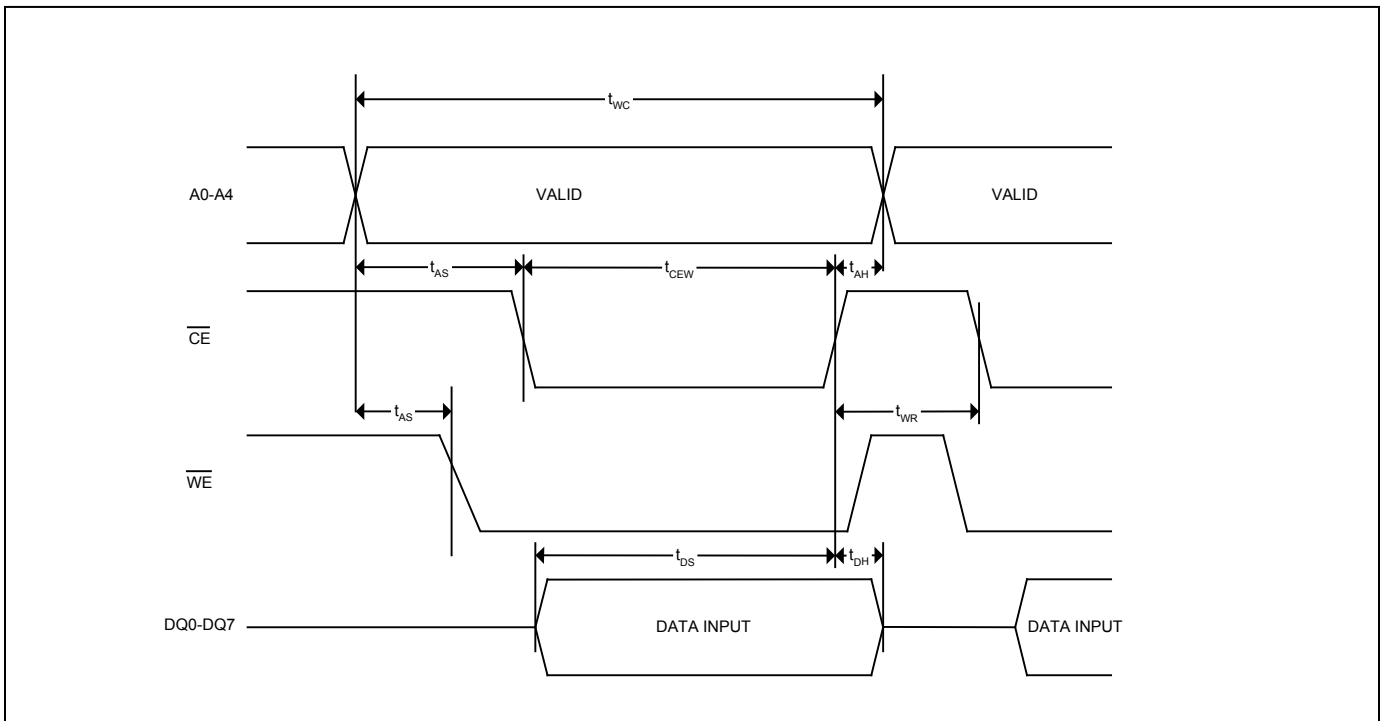 tWC
A0-A4 VALID VALID
tAS tCEW tAH
CE
tAS tWR
WE
tDS tDH
DQ0-DQ7 DATA INPUT DATA INPUT